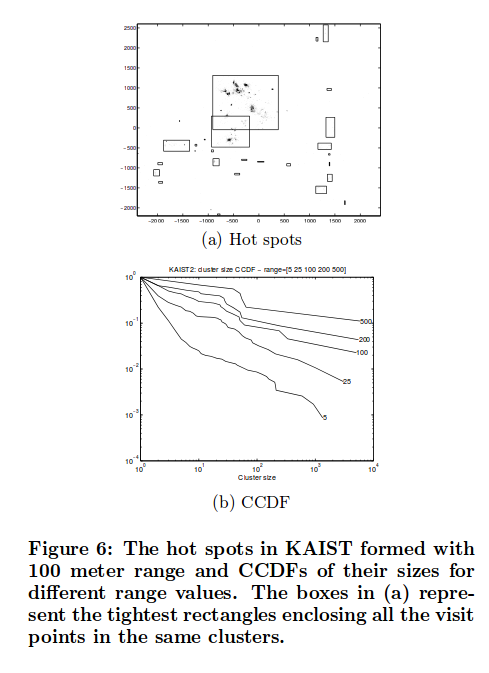 2500
2000
1500
1000
500
0
−500
−1000
−1500
−2000
−2000 −1500 −1000 −500 0 500 1000 1500 2000
(a) Hot spots
KAIST2: cluster size CCDF − range=[5 25 100 200 500]
10^0
10^−1
10^−2
10^−3
10^−4
500
200
100
25
5
10^0 10^1 10^2 10^3 10^4
Cluster size
(b) CCDF
Figure 6: The hot spots in KAIST formed with
100 meter range and CCDFs of their sizes for
different range values. The boxes in (a) repre-
sent the tightest rectangles enclosing all the visit
points in the same clusters.